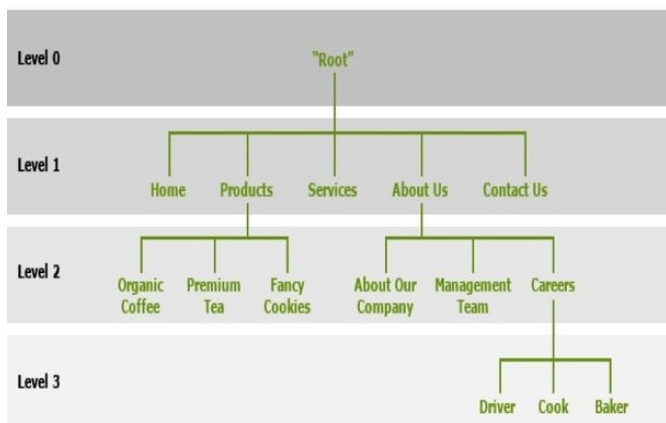 Level 0
"Root"
Level 1
Home Products Services About Us Contact Us
Level 2
Organic Coffee
Premium Tea
Fancy Cookies
About Our Company
Management Team
Careers
Level 3
Driver Cook Baker